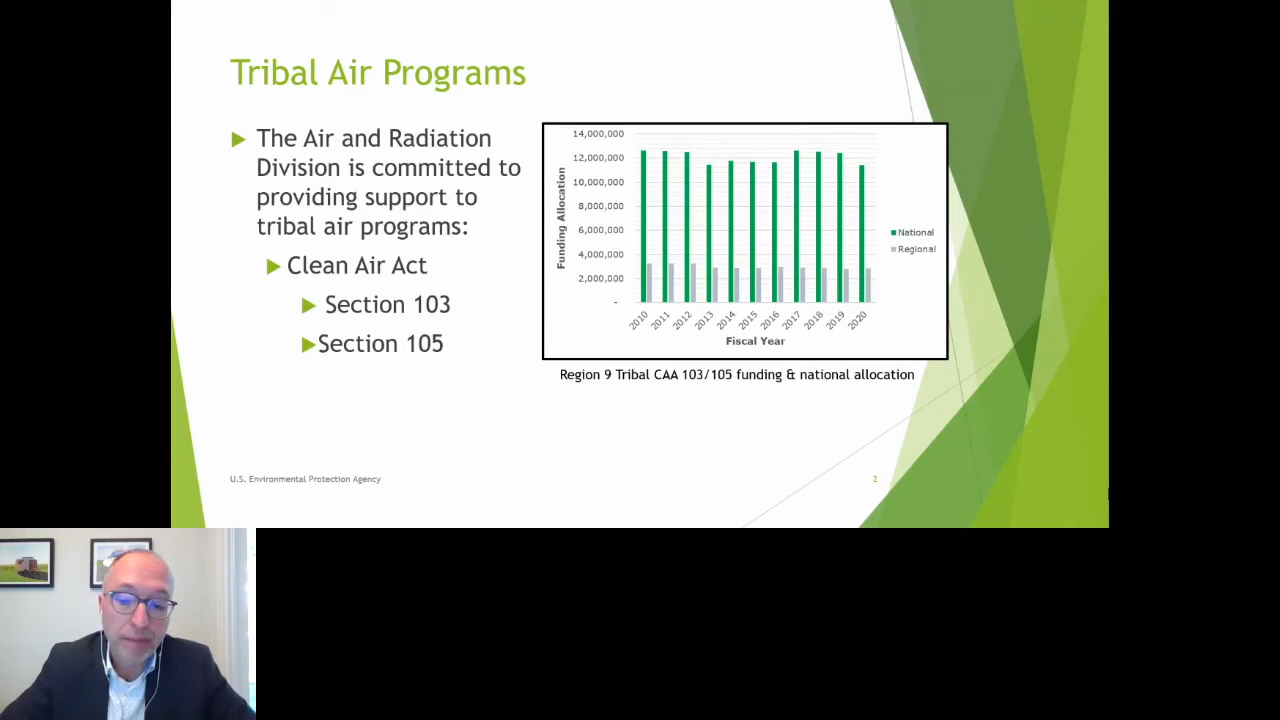 Tribal Air Programs
The Air and Radiation
Division is committed to
providing support to
tribal air programs:
Clean Air Act
Section 103
Section 105
14,000,000
12,000,000
10,000,000
8,000,000
6,000,000
4,000,000
2,000,000
-
Funding Allocation
2010 2011 2012 2013 2014 2015 2016 2017 2018 2019 2020
Fiscal Year
National
Regional
Region 9 Tribal CAA 103/105 funding & national allocation
U.S. Environmental Protection Agency
2